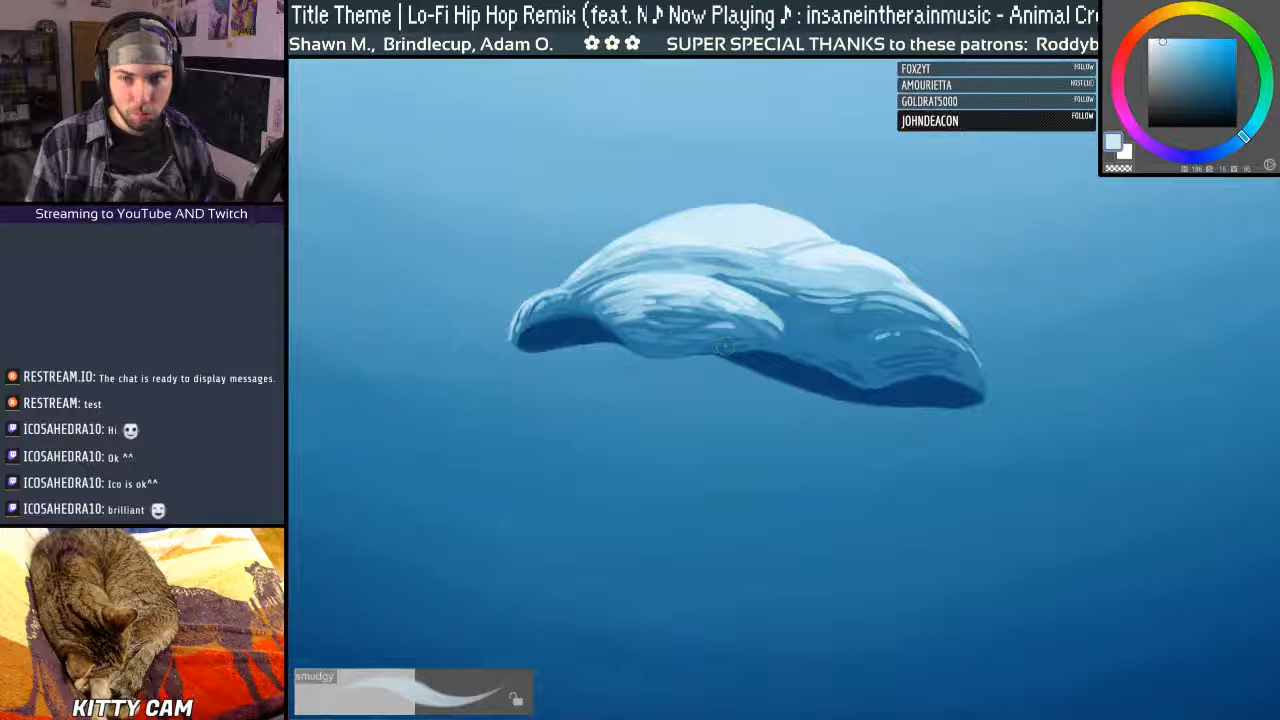 Title Theme | Lo-Fi Hip Hop Remix (feat. N ♪ Now Playing ♪ : insaneintherainmusic - Animal Cr
Shawn M., Brindlecup, Adam O. ✿ ✿ ✿ SUPER SPECIAL THANKS to these patrons: Roddyb
FOXZYT FOLLOW
AMOURIETTA HOST(16)
GOLDRAT5000 FOLLOW
JOHNDEACON FOLLOW
Streaming to YouTube AND Twitch
RESTREAM.IO: The chat is ready to display messages.
RESTREAM: test
ICOSAHEDRA10: Hi
ICOSAHEDRA10: Ok ^^
ICOSAHEDRA10: Ico is ok^^
ICOSAHEDRA10: brilliant
smudgy
KITTY CAM